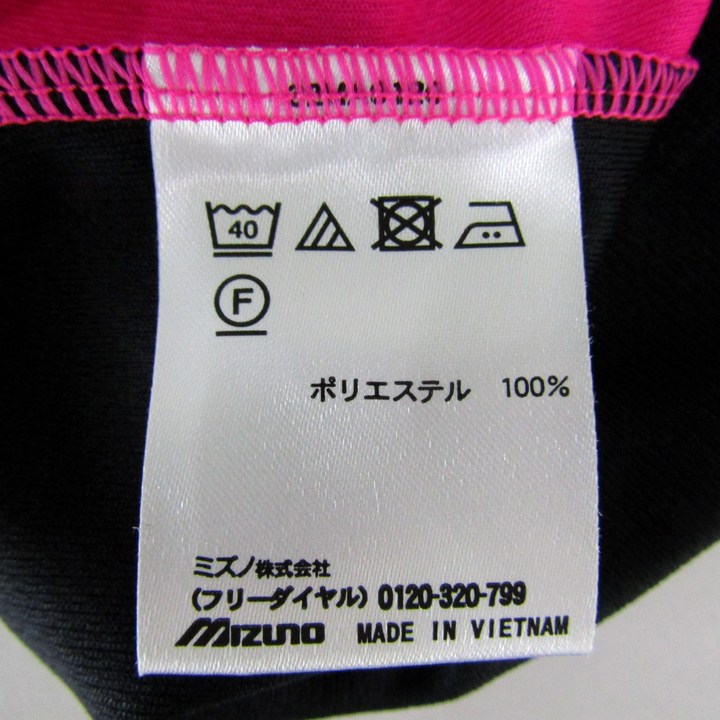 40
F
ポリエステル 100%
ミズノ株式会社
(フリーダイヤル) 0120-320-799
MIZUNO MADE IN VIETNAM